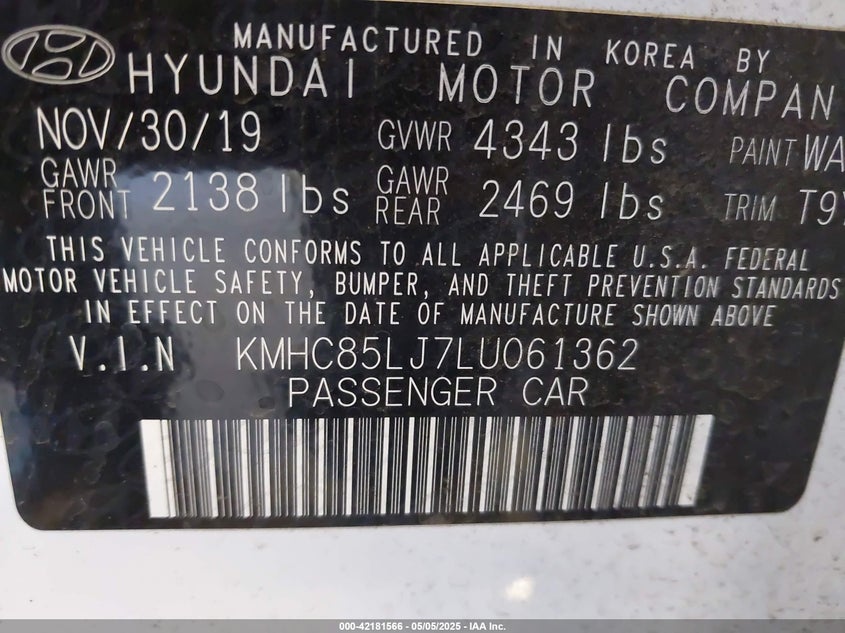 MANUFACTURED IN KOREA BY
HYUNDAI MOTOR COMPAN
NOV/30/19 GVWR 4343 lbs PAINT WA
GAWR FRONT 2138 lbs GAWR REAR 2469 lbs TRIM T9Y
THIS VEHICLE CONFORMS TO ALL APPLICABLE U.S.A. FEDERAL
MOTOR VEHICLE SAFETY, BUMPER, AND THEFT PREVENTION STANDARDS
IN EFFECT ON THE DATE OF MANUFACTURE SHOWN ABOVE
V.I.N KMHC85LJ7LU061362
PASSENGER CAR
000-42181566 - 05/05/2025 - IAA Inc.